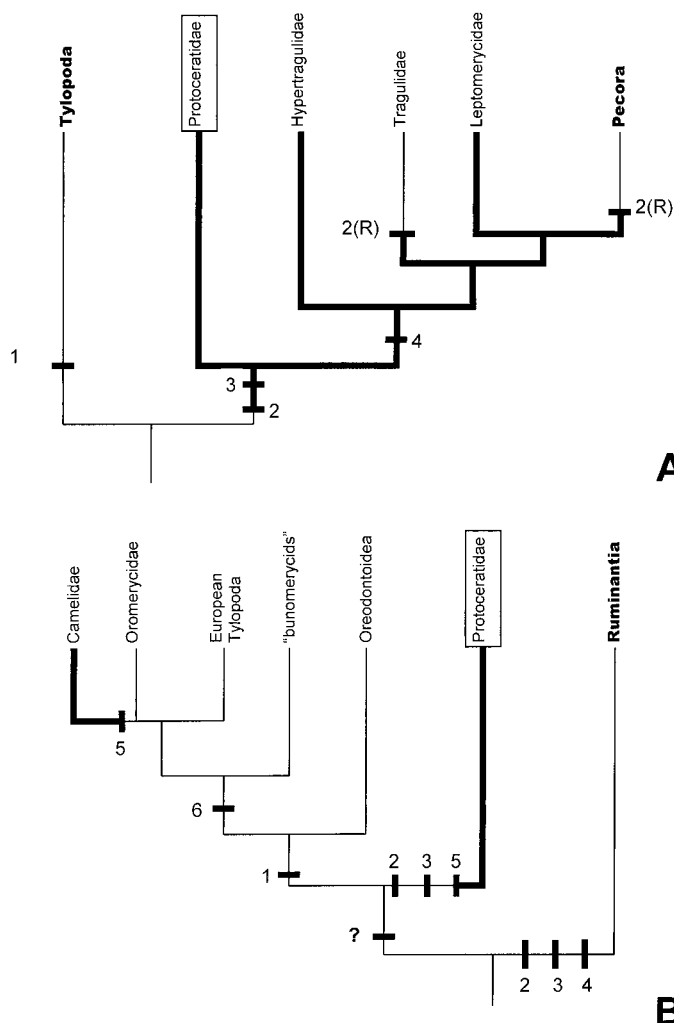 Tylopoda
Protoceratidae
Hypertragulidae
Tragulidae
Leptomerycidae
Pecora
2(R)
2(R)
4
1
3
2
A
Camelidae
Oromerycidae
European
Tylopoda
"bunomerycids"
Oreodontoidea
Protoceratidae
Ruminantia
5
6
2 3 5
1
?
2 3 4
B